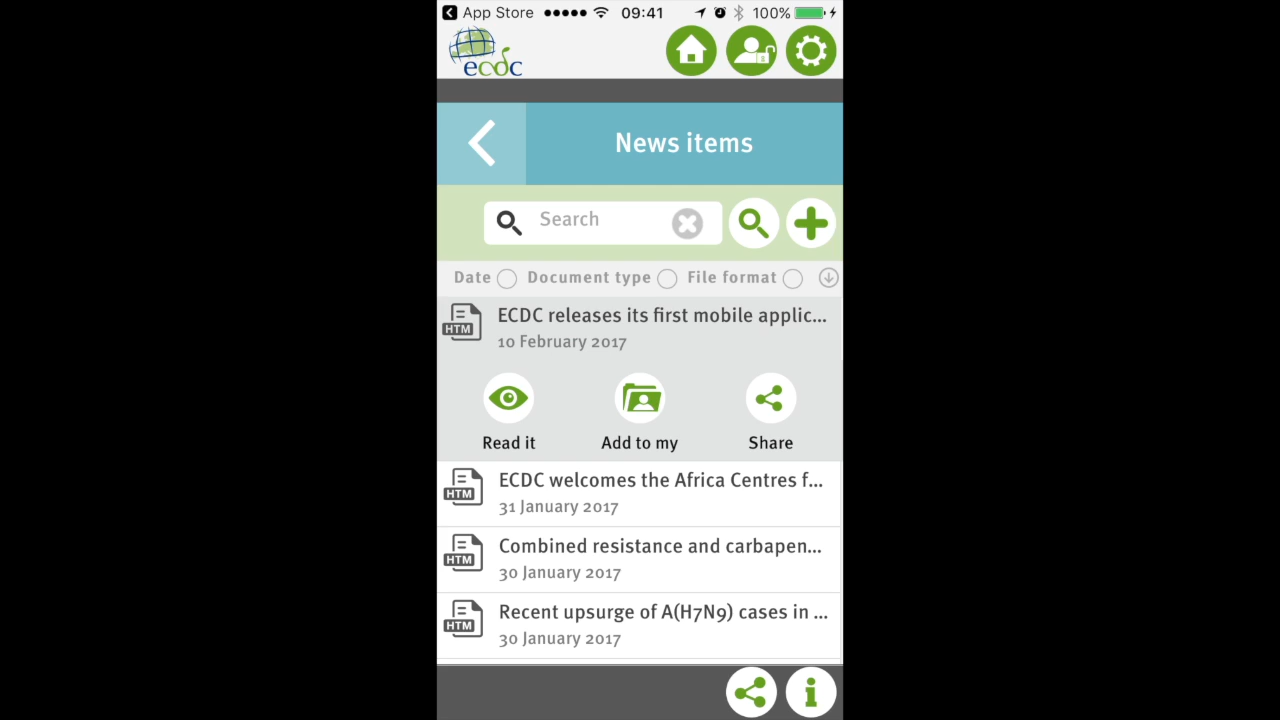 App Store 09:41 100%
ecdc
News items
Search
Date Document type File format
HTM ECDC releases its first mobile applic...
10 February 2017
Read it Add to my Share
HTM ECDC welcomes the Africa Centres f...
31 January 2017
HTM Combined resistance and carbapen...
30 January 2017
HTM Recent upsurge of A(H7N9) cases in ...
30 January 2017